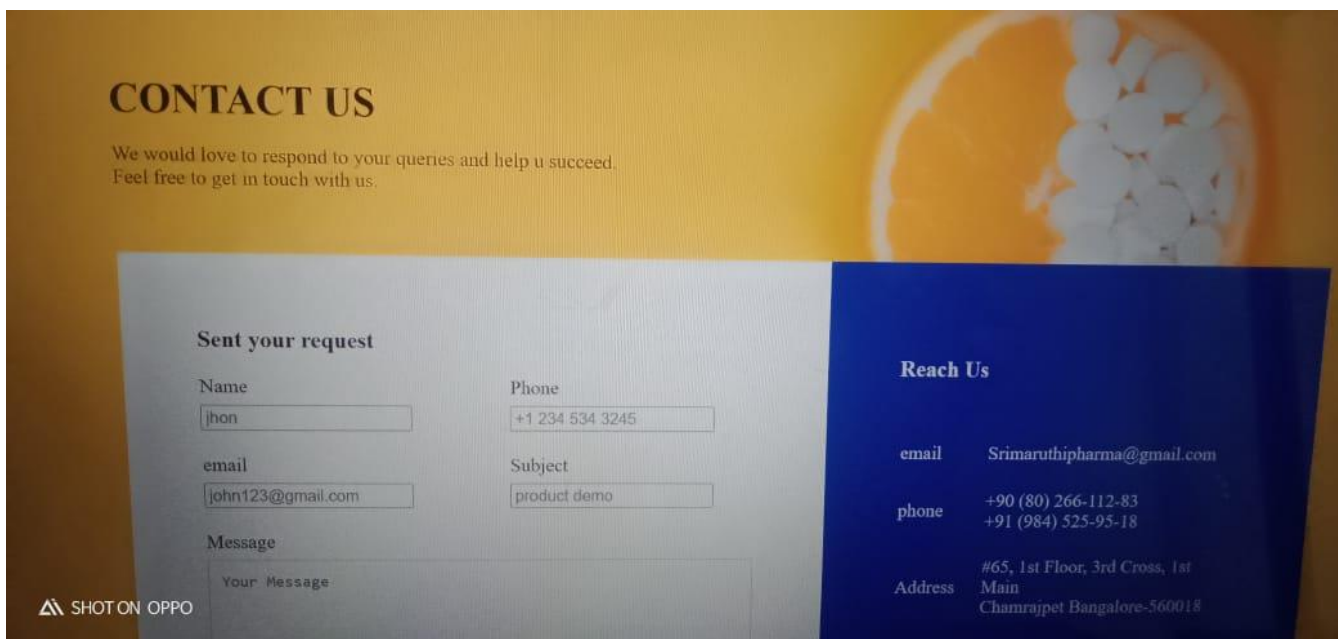 CONTACT US
We would love to respond to your queries and help u succeed.
Feel free to get in touch with us.
Sent your request
Name
Phone
jhon
+1 234 534 3245
email
Subject
john123@gmail.com
product demo
Message
Your Message
Reach Us
email
Srimaruthipharma@gmail.com
phone
+90 (80) 266-112-83
+91 (984) 525-95-18
Address
#65, 1st Floor, 3rd Cross, 1st
Main
Chamrajpet Bangalore-560018
SHOT ON OPPO